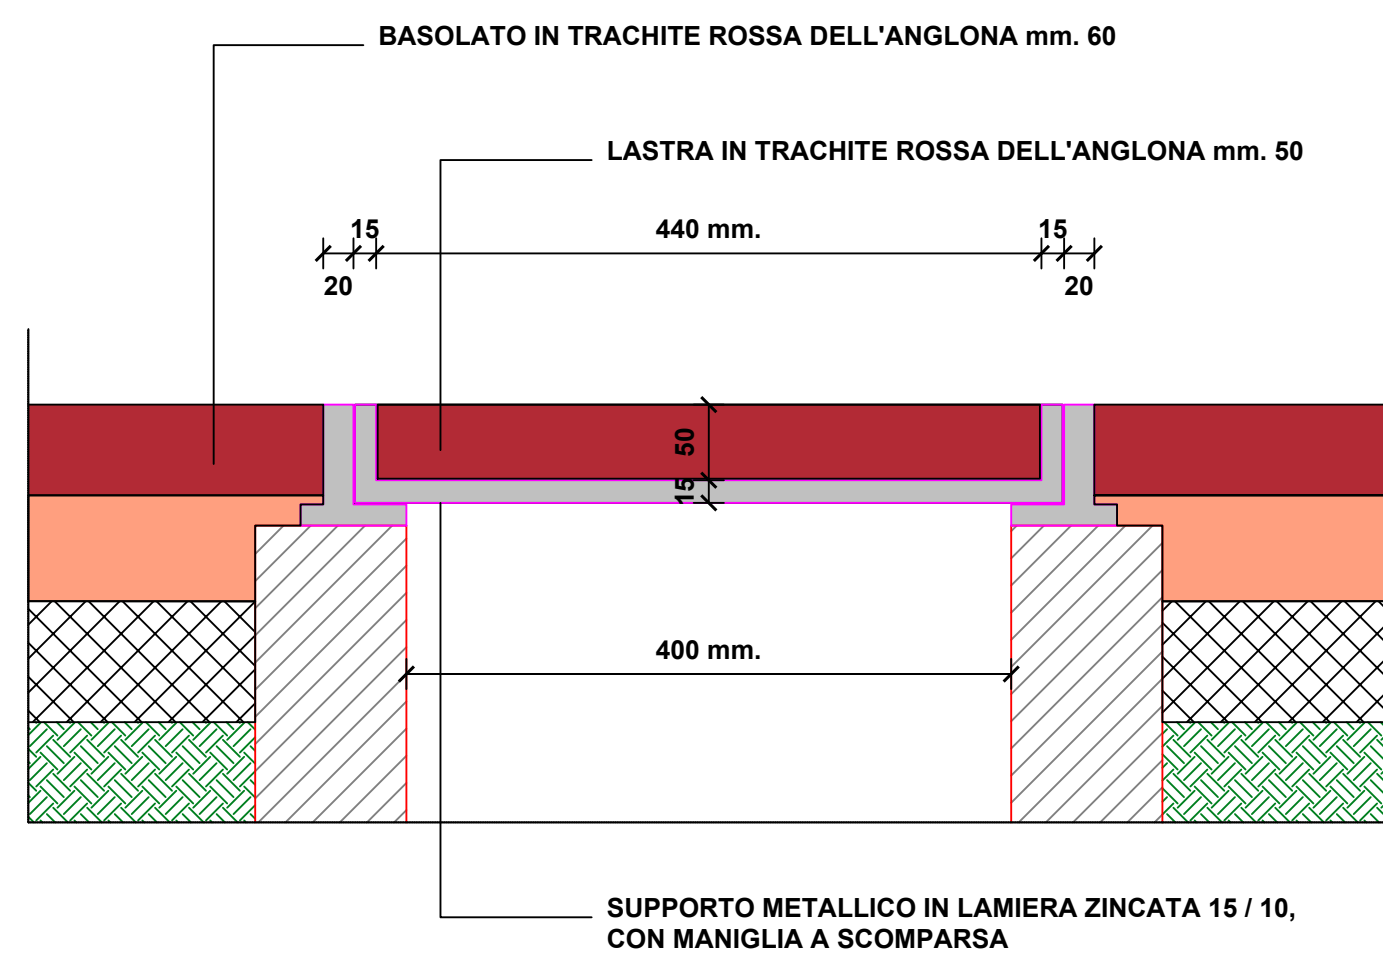 BASOLATO IN TRACHITE ROSSA DELL'ANGLONA mm. 60
LASTRA IN TRACHITE ROSSA DELL'ANGLONA mm. 50
15
440 mm.
15
20
20
50
15
400 mm.
SUPPORTO METALLICO IN LAMIERA ZINCATA 15 / 10,
CON MANIGLIA A SCOMPARSA